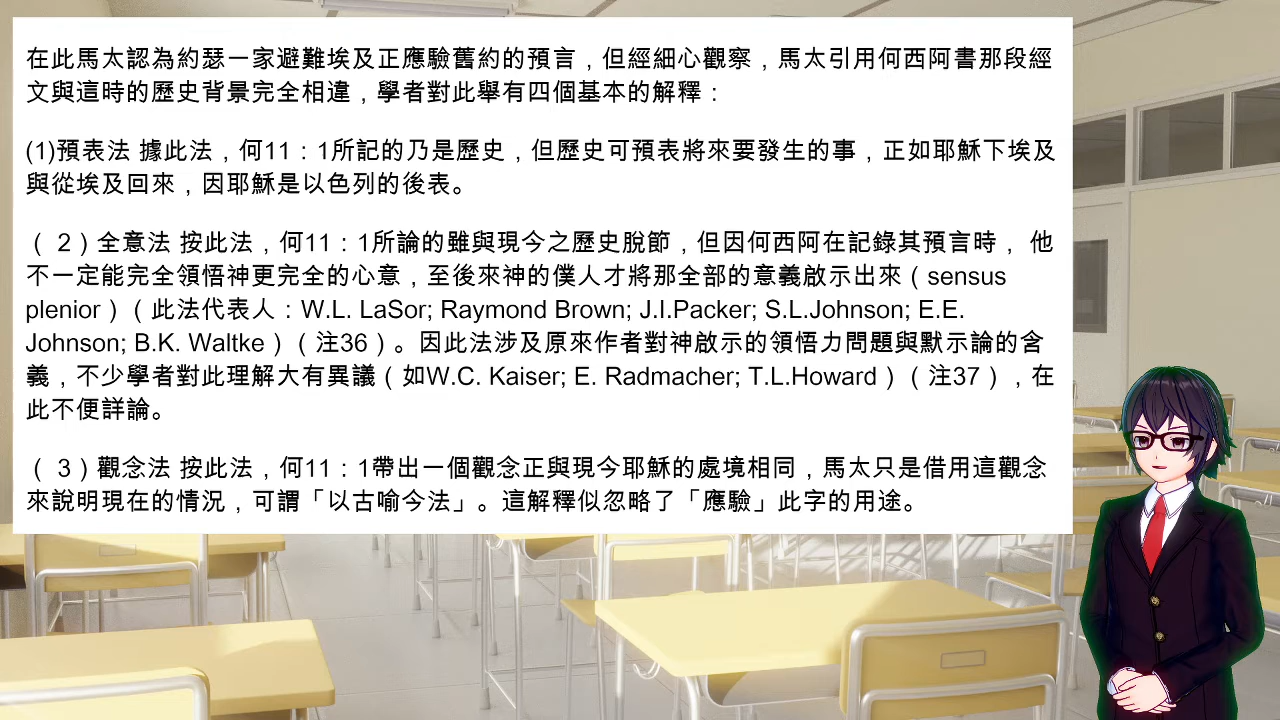 在此馬太認為約瑟一家避難埃及正應驗舊約的預言，但經細心觀察，馬太引用何西阿書那段經
文與這時的歷史背景完全相違，學者對此舉有四個基本的解釋：
(1)預表法 據此法，何11：1所記的乃是歷史，但歷史可預表將來要發生的事，正如耶穌下埃及
與從埃及回來，因耶穌是以色列的後表。
（ 2）全意法 按此法，何11：1所論的雖與現今之歷史脫節，但因何西阿在記錄其預言時， 他
不一定能完全領悟神更完全的心意，至後來神的僕人才將那全部的意義啟示出來（sensus
plenior）（此法代表人：W.L. LaSor; Raymond Brown; J.I.Packer; S.L.Johnson; E.E.
Johnson; B.K. Waltke）（注36）。因此法涉及原來作者對神啟示的領悟力問題與默示論的含
義，不少學者對此理解大有異議（如W.C. Kaiser; E. Radmacher; T.L.Howard）（注37），在
此不便詳論。
（ 3）觀念法 按此法，何11：1帶出一個觀念正與現今耶穌的處境相同，馬太只是借用這觀念
來說明現在的情況，可謂「以古喻今法」。這解釋似忽略了「應驗」此字的用途。